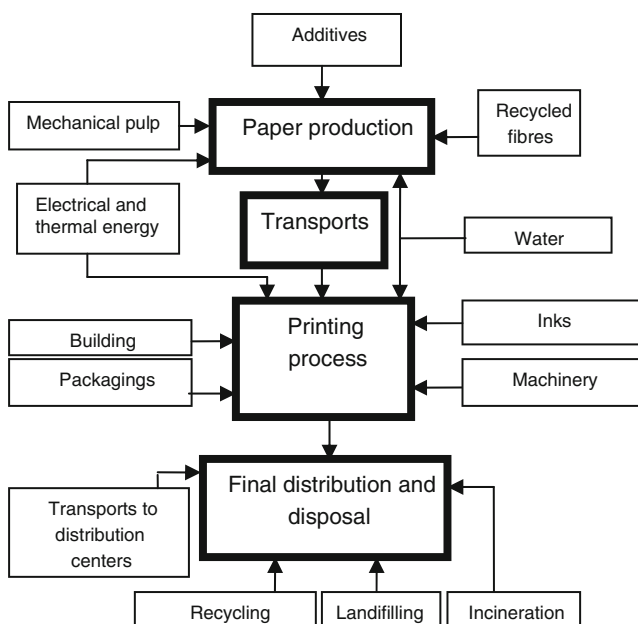 Additives
Mechanical pulp
Paper production
Recycled
fibres
Electrical and
thermal energy
Transports
Water
Building
Packagings
Printing
process
Inks
Machinery
Transports to
distribution
centers
Final distribution and
disposal
Recycling
Landifilling
Incineration